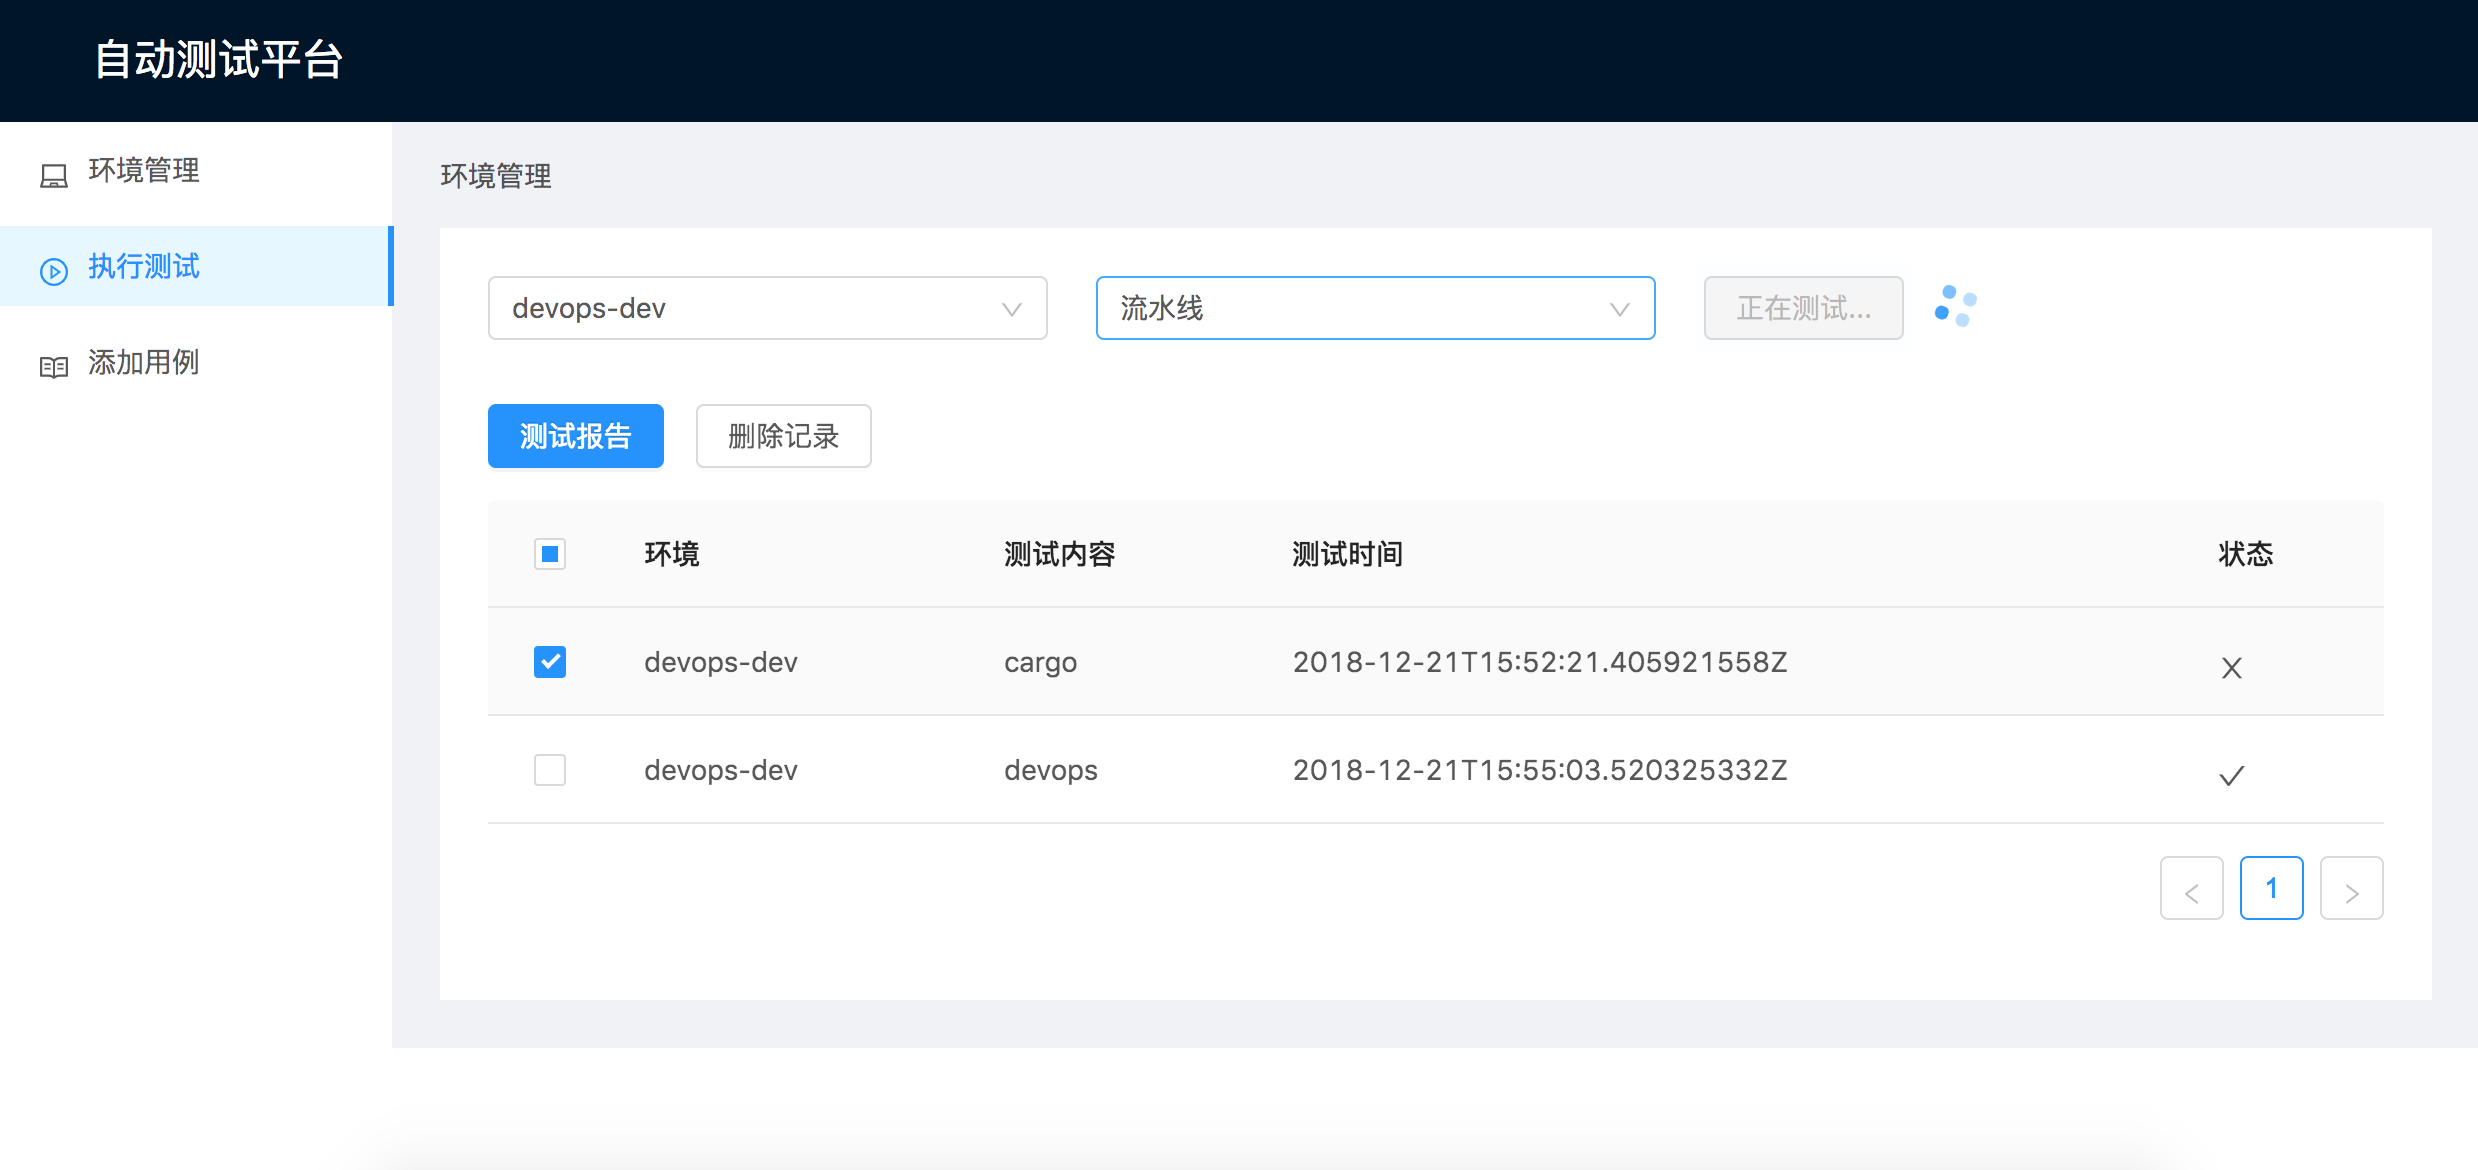 自动测试平台
环境管理
执行测试
添加用例
环境管理
devops-dev 流水线 正在测试...
测试报告 删除记录
环境 测试内容 测试时间 状态
devops-dev cargo 2018-12-21T15:52:21.405921558Z
devops-dev devops 2018-12-21T15:55:03.520325332Z
1